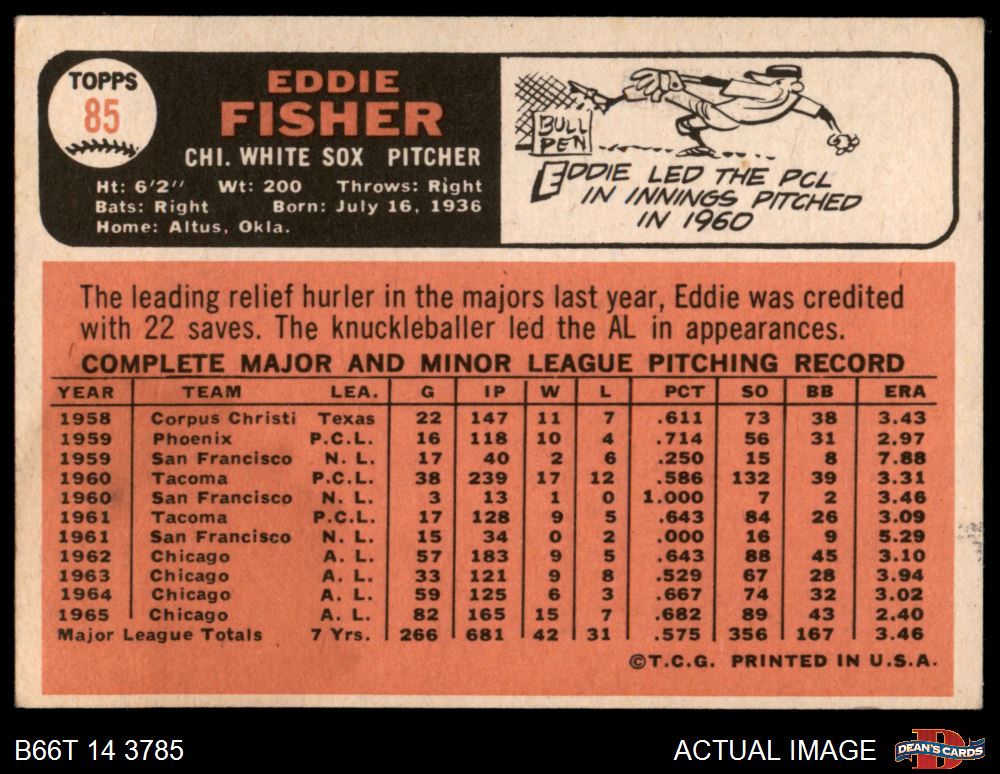 TOPPS
85
EDDIE
FISHER
CHI. WHITE SOX PITCHER
Ht: 6'2" Wt: 200 Throws: Right
Bats: Right Born: July 16, 1936
Home: Altus, Okla.
BULL
PEN
EDDIE LED THE PCL
IN INNINGS PITCHED
IN 1960
The leading relief hurler in the majors last year, Eddie was credited
with 22 saves. The knuckleballer led the AL in appearances.
COMPLETE MAJOR AND MINOR LEAGUE PITCHING RECORD
YEAR TEAM LEA. G IP W L PCT SO BB ERA
1958 Corpus Christi Texas 22 147 11 7 .611 73 38 3.43
1959 Phoenix P.C.L. 16 118 10 4 .714 56 31 2.97
1959 San Francisco N. L. 17 40 2 6 .250 15 8 7.88
1960 Tacoma P.C.L. 38 239 17 12 .586 132 39 3.31
1960 San Francisco N. L. 3 13 1 0 1.000 7 2 3.46
1961 Tacoma P.C.L. 17 128 9 5 .643 84 26 3.09
1961 San Francisco N. L. 15 34 0 2 .000 16 9 5.29
1962 Chicago A. L. 57 183 9 5 .643 88 45 3.10
1963 Chicago A. L. 33 121 9 8 .529 67 28 3.94
1964 Chicago A. L. 59 125 6 3 .667 74 32 3.02
1965 Chicago A. L. 82 165 15 7 .682 89 43 2.40
Major League Totals 7 Yrs. 266 681 42 31 .575 356 167 3.46
©T.C.G. PRINTED IN U.S.A.
B66T 14 3785
ACTUAL IMAGE
D
DEAN'S CARDS